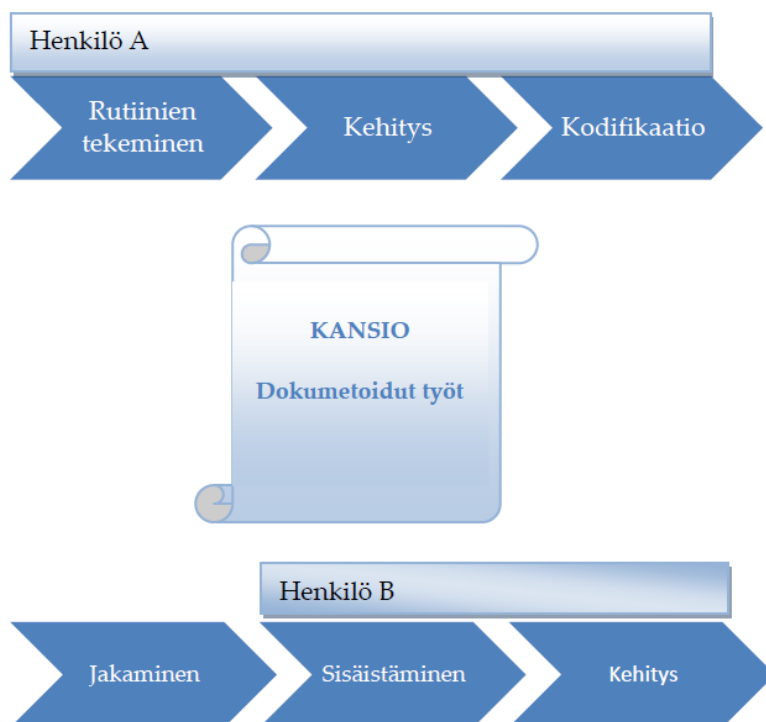 Henkilö A
Rutiinien
tekeminen
Kehitys
Kodifikaatio
KANSIO
Dokumetoidut työt
Henkilö B
Jakaminen
Sisäistäminen
Kehitys